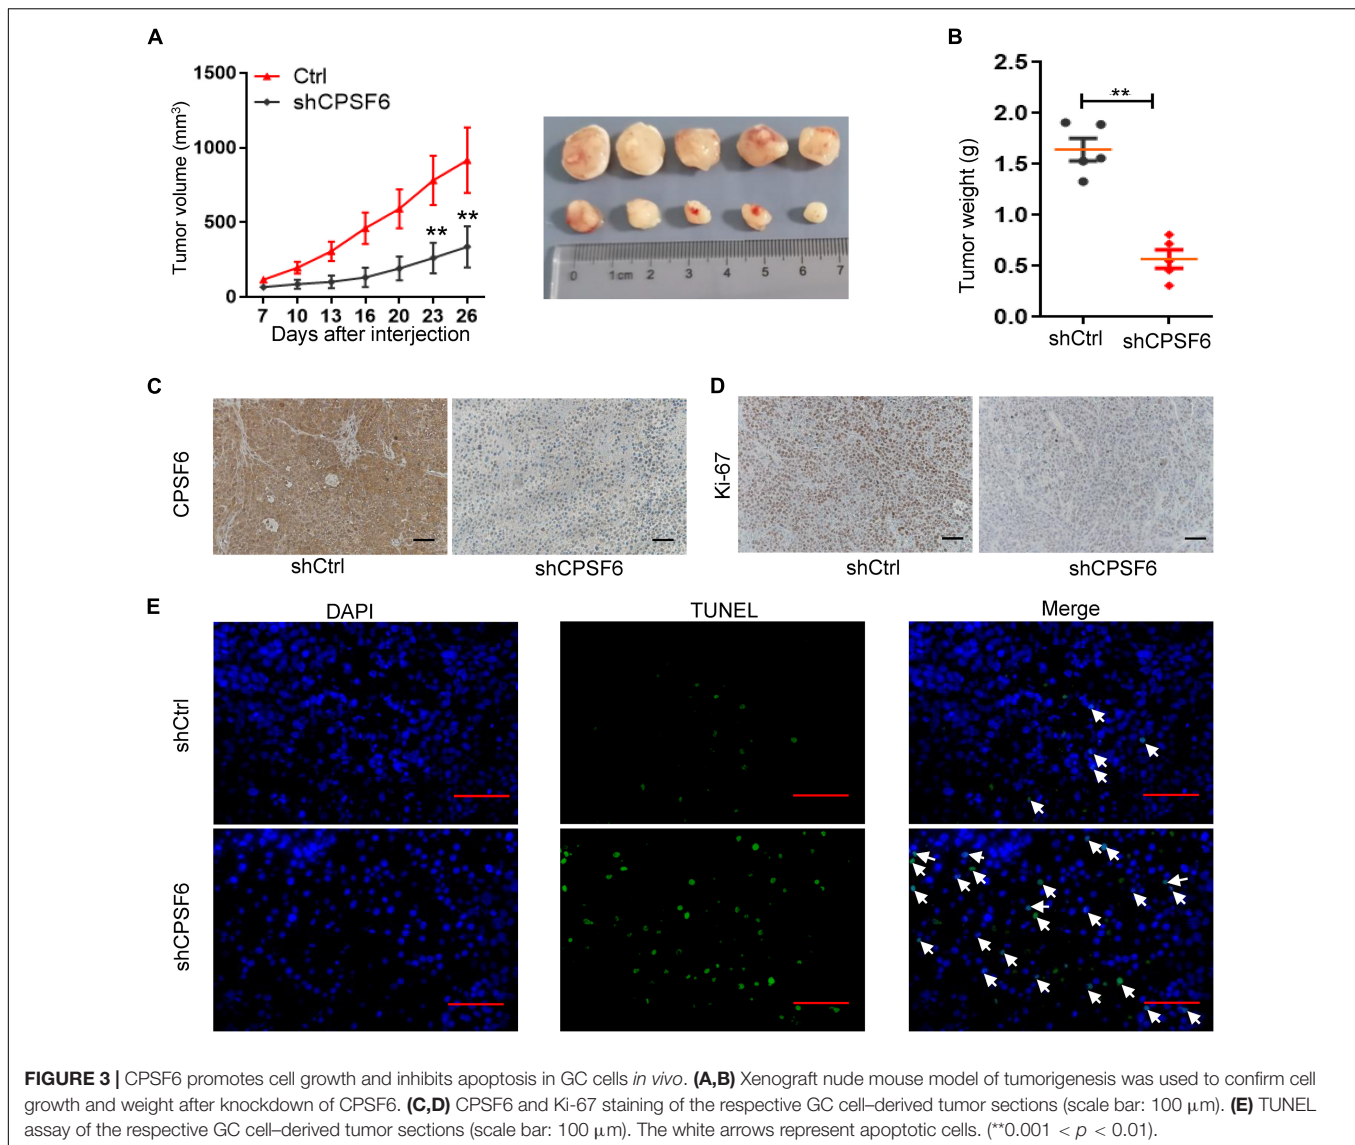 A
1500
1000
500
0
Tumor volume (mm³)
Ctrl
shCPSF6
**
**
7 10 13 16 20 23 26
Days after interjection
0 1cm 2 3 4 5 6 7
B
2.5
2.0
1.5
1.0
0.5
0.0
Tumor weight (g)
**
shCtrl shCPSF6
C
CPSF6
shCtrl shCPSF6
D
Ki-67
shCtrl shCPSF6
E
DAPI TUNEL Merge
shCtrl
shCPSF6
FIGURE 3 | CPSF6 promotes cell growth and inhibits apoptosis in GC cells in vivo. (A,B) Xenograft nude mouse model of tumorigenesis was used to confirm cell
growth and weight after knockdown of CPSF6. (C,D) CPSF6 and Ki-67 staining of the respective GC cell–derived tumor sections (scale bar: 100 μm). (E) TUNEL
assay of the respective GC cell–derived tumor sections (scale bar: 100 μm). The white arrows represent apoptotic cells. (**0.001 < p < 0.01).